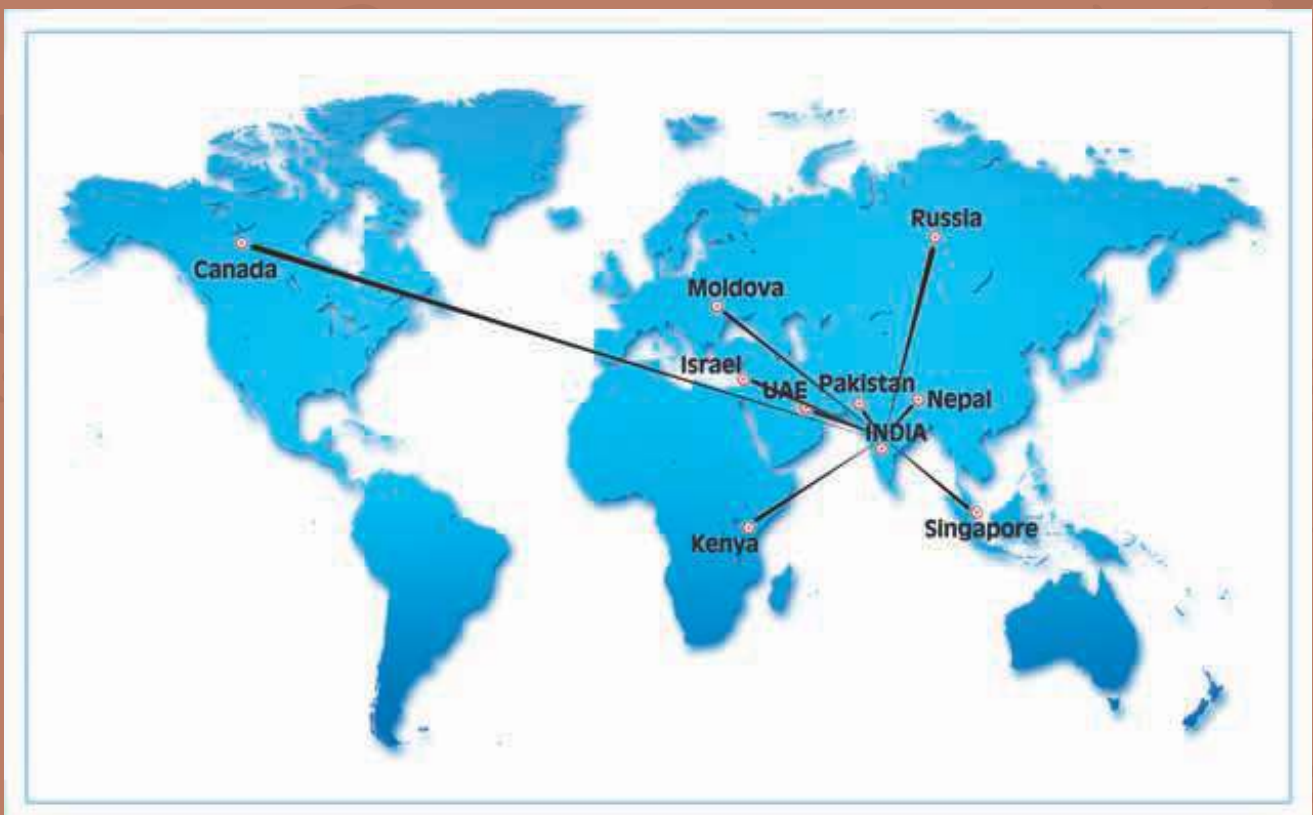 Russia
Canada
Moldova
Israel
UAE
Pakistan
Nepal
INDIA
Singapore
Kenya